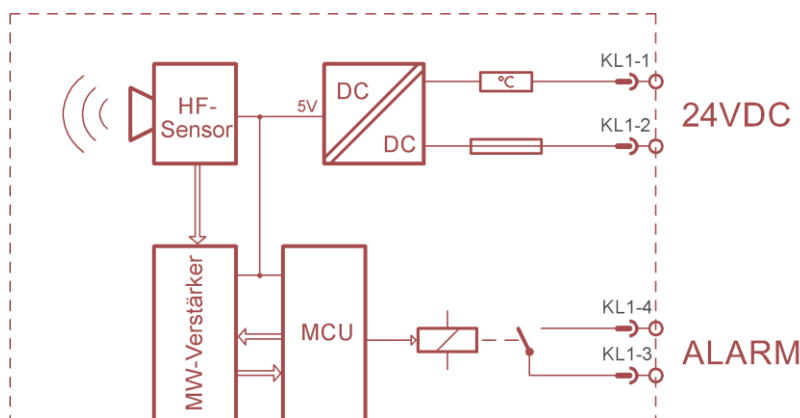 KL1-1
°C
DC
HF-
Sensor
5V
24VDC
KL1-2
DC
MW-Verstärker
MCU
KL1-4
KL1-3
ALARM